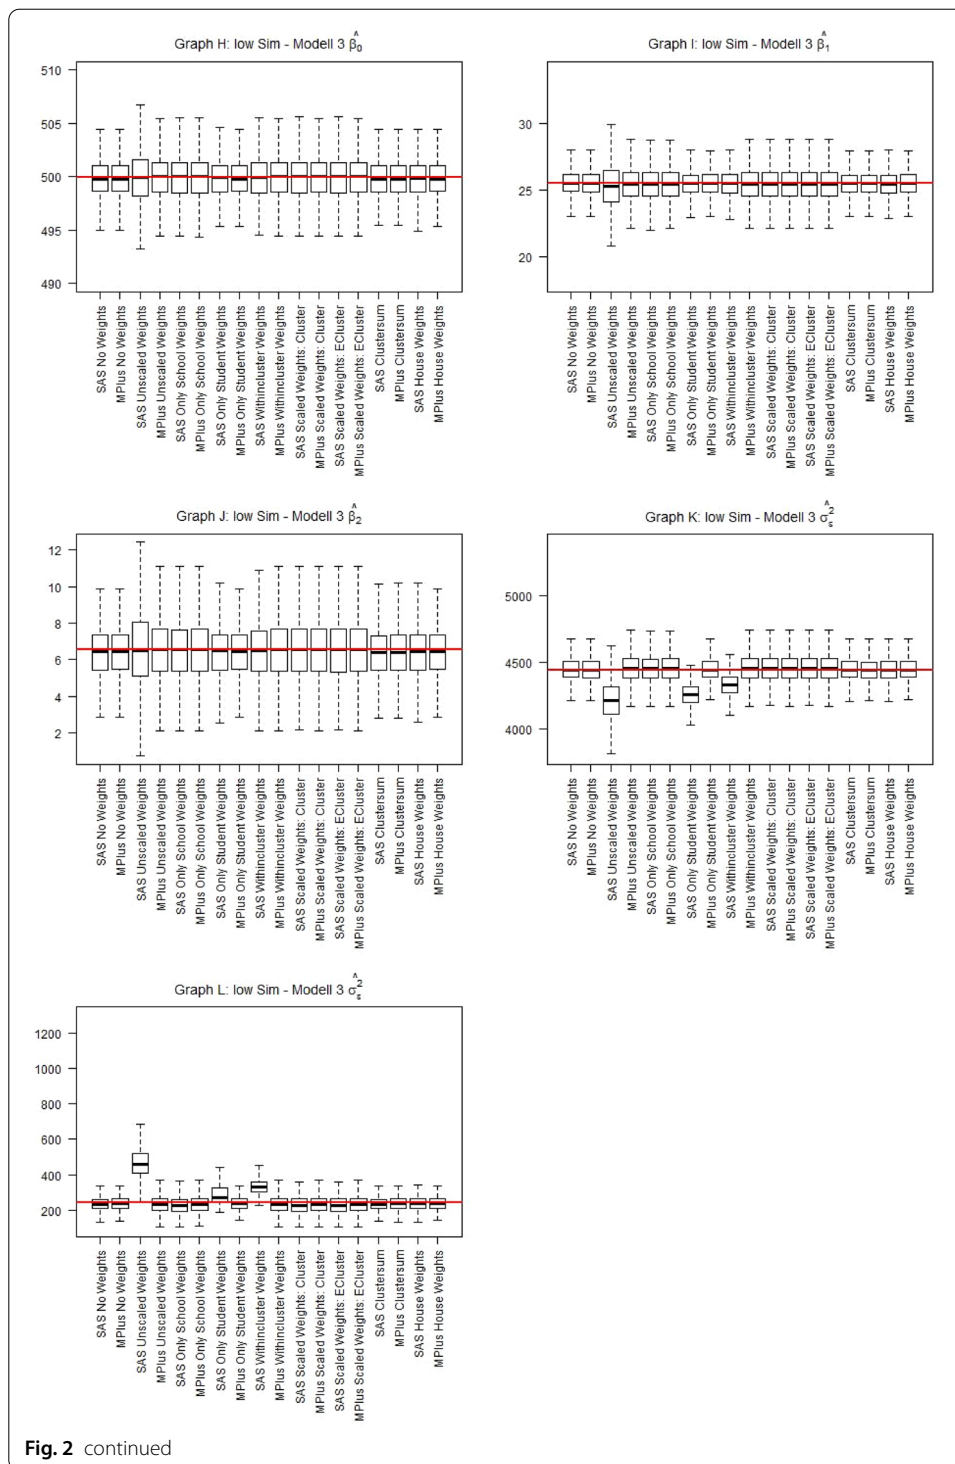 Graph H: low Sim - Modell 3 β̂₀
510
505
500
495
490
SAS No Weights
MPlus No Weights
SAS Unscaled Weights
MPlus Unscaled Weights
SAS Only School Weights
MPlus Only School Weights
SAS Only Student Weights
MPlus Only Student Weights
SAS Withincluster Weights
MPlus Withincluster Weights
SAS Scaled Weights: Cluster
MPlus Scaled Weights: Cluster
SAS Scaled Weights: ECluster
MPlus Scaled Weights: ECluster
SAS Clustersum
MPlus Clustersum
SAS House Weights
MPlus House Weights
Graph I: low Sim - Modell 3 β̂₁
30
25
20
SAS No Weights
MPlus No Weights
SAS Unscaled Weights
MPlus Unscaled Weights
SAS Only School Weights
MPlus Only School Weights
SAS Only Student Weights
MPlus Only Student Weights
SAS Withincluster Weights
MPlus Withincluster Weights
SAS Scaled Weights: Cluster
MPlus Scaled Weights: Cluster
SAS Scaled Weights: ECluster
MPlus Scaled Weights: ECluster
SAS Clustersum
MPlus Clustersum
SAS House Weights
MPlus House Weights
Graph J: low Sim - Modell 3 β̂₂
12
10
8
6
4
2
SAS No Weights
MPlus No Weights
SAS Unscaled Weights
MPlus Unscaled Weights
SAS Only School Weights
MPlus Only School Weights
SAS Only Student Weights
MPlus Only Student Weights
SAS Withincluster Weights
MPlus Withincluster Weights
SAS Scaled Weights: Cluster
MPlus Scaled Weights: Cluster
SAS Scaled Weights: ECluster
MPlus Scaled Weights: ECluster
SAS Clustersum
MPlus Clustersum
SAS House Weights
MPlus House Weights
Graph K: low Sim - Modell 3 σ̂²
5000
4500
4000
SAS No Weights
MPlus No Weights
SAS Unscaled Weights
MPlus Unscaled Weights
SAS Only School Weights
MPlus Only School Weights
SAS Only Student Weights
MPlus Only Student Weights
SAS Withincluster Weights
MPlus Withincluster Weights
SAS Scaled Weights: Cluster
MPlus Scaled Weights: Cluster
SAS Scaled Weights: ECluster
MPlus Scaled Weights: ECluster
SAS Clustersum
MPlus Clustersum
SAS House Weights
MPlus House Weights
Graph L: low Sim - Modell 3 σ̂²
1200
1000
800
600
400
200
SAS No Weights
MPlus No Weights
SAS Unscaled Weights
MPlus Unscaled Weights
SAS Only School Weights
MPlus Only School Weights
SAS Only Student Weights
MPlus Only Student Weights
SAS Withincluster Weights
MPlus Withincluster Weights
SAS Scaled Weights: Cluster
MPlus Scaled Weights: Cluster
SAS Scaled Weights: ECluster
MPlus Scaled Weights: ECluster
SAS Clustersum
MPlus Clustersum
SAS House Weights
MPlus House Weights
Fig. 2 continued